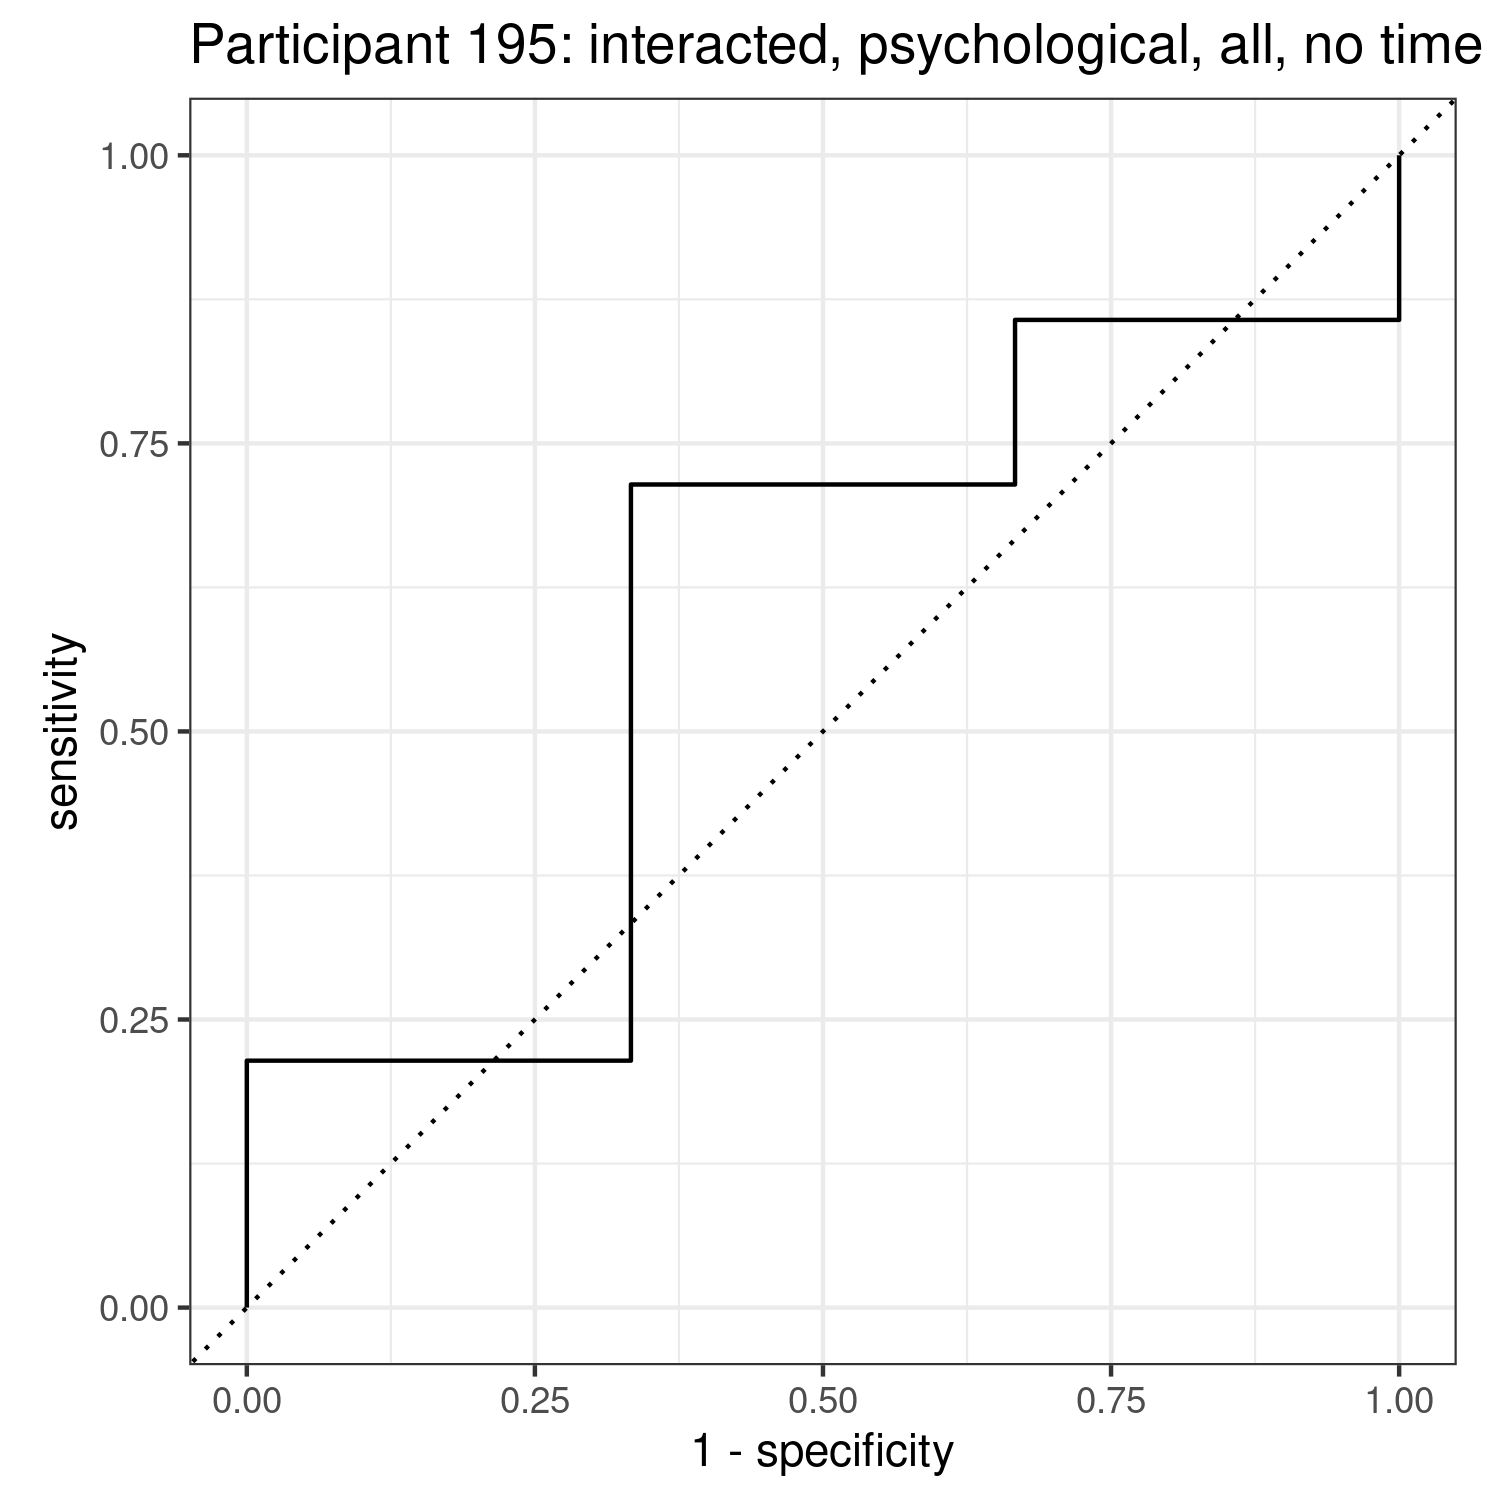 Participant 195: interacted, psychological, all, no time
1.00
0.75
0.50
0.25
0.00
sensitivity
0.00 0.25 0.50 0.75 1.00
1 - specificity